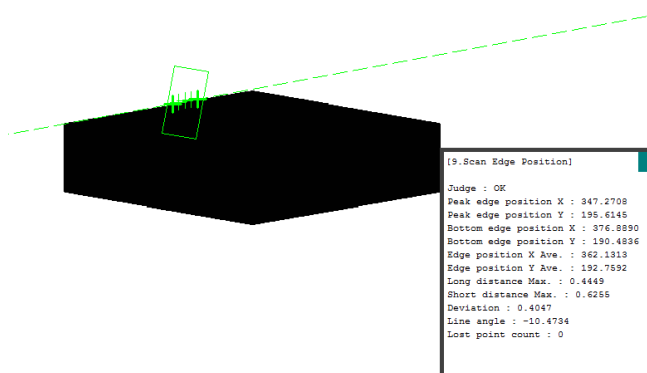 [9.Scan Edge Position]
Judge : OK
Peak edge position X : 347.2708
Peak edge position Y : 195.6145
Bottom edge position X : 376.8890
Bottom edge position Y : 190.4836
Edge position X Ave. : 362.1313
Edge position Y Ave. : 192.7592
Long distance Max. : 0.4449
Short distance Max. : 0.6255
Deviation : 0.4047
Line angle : -10.4734
Lost point count : 0